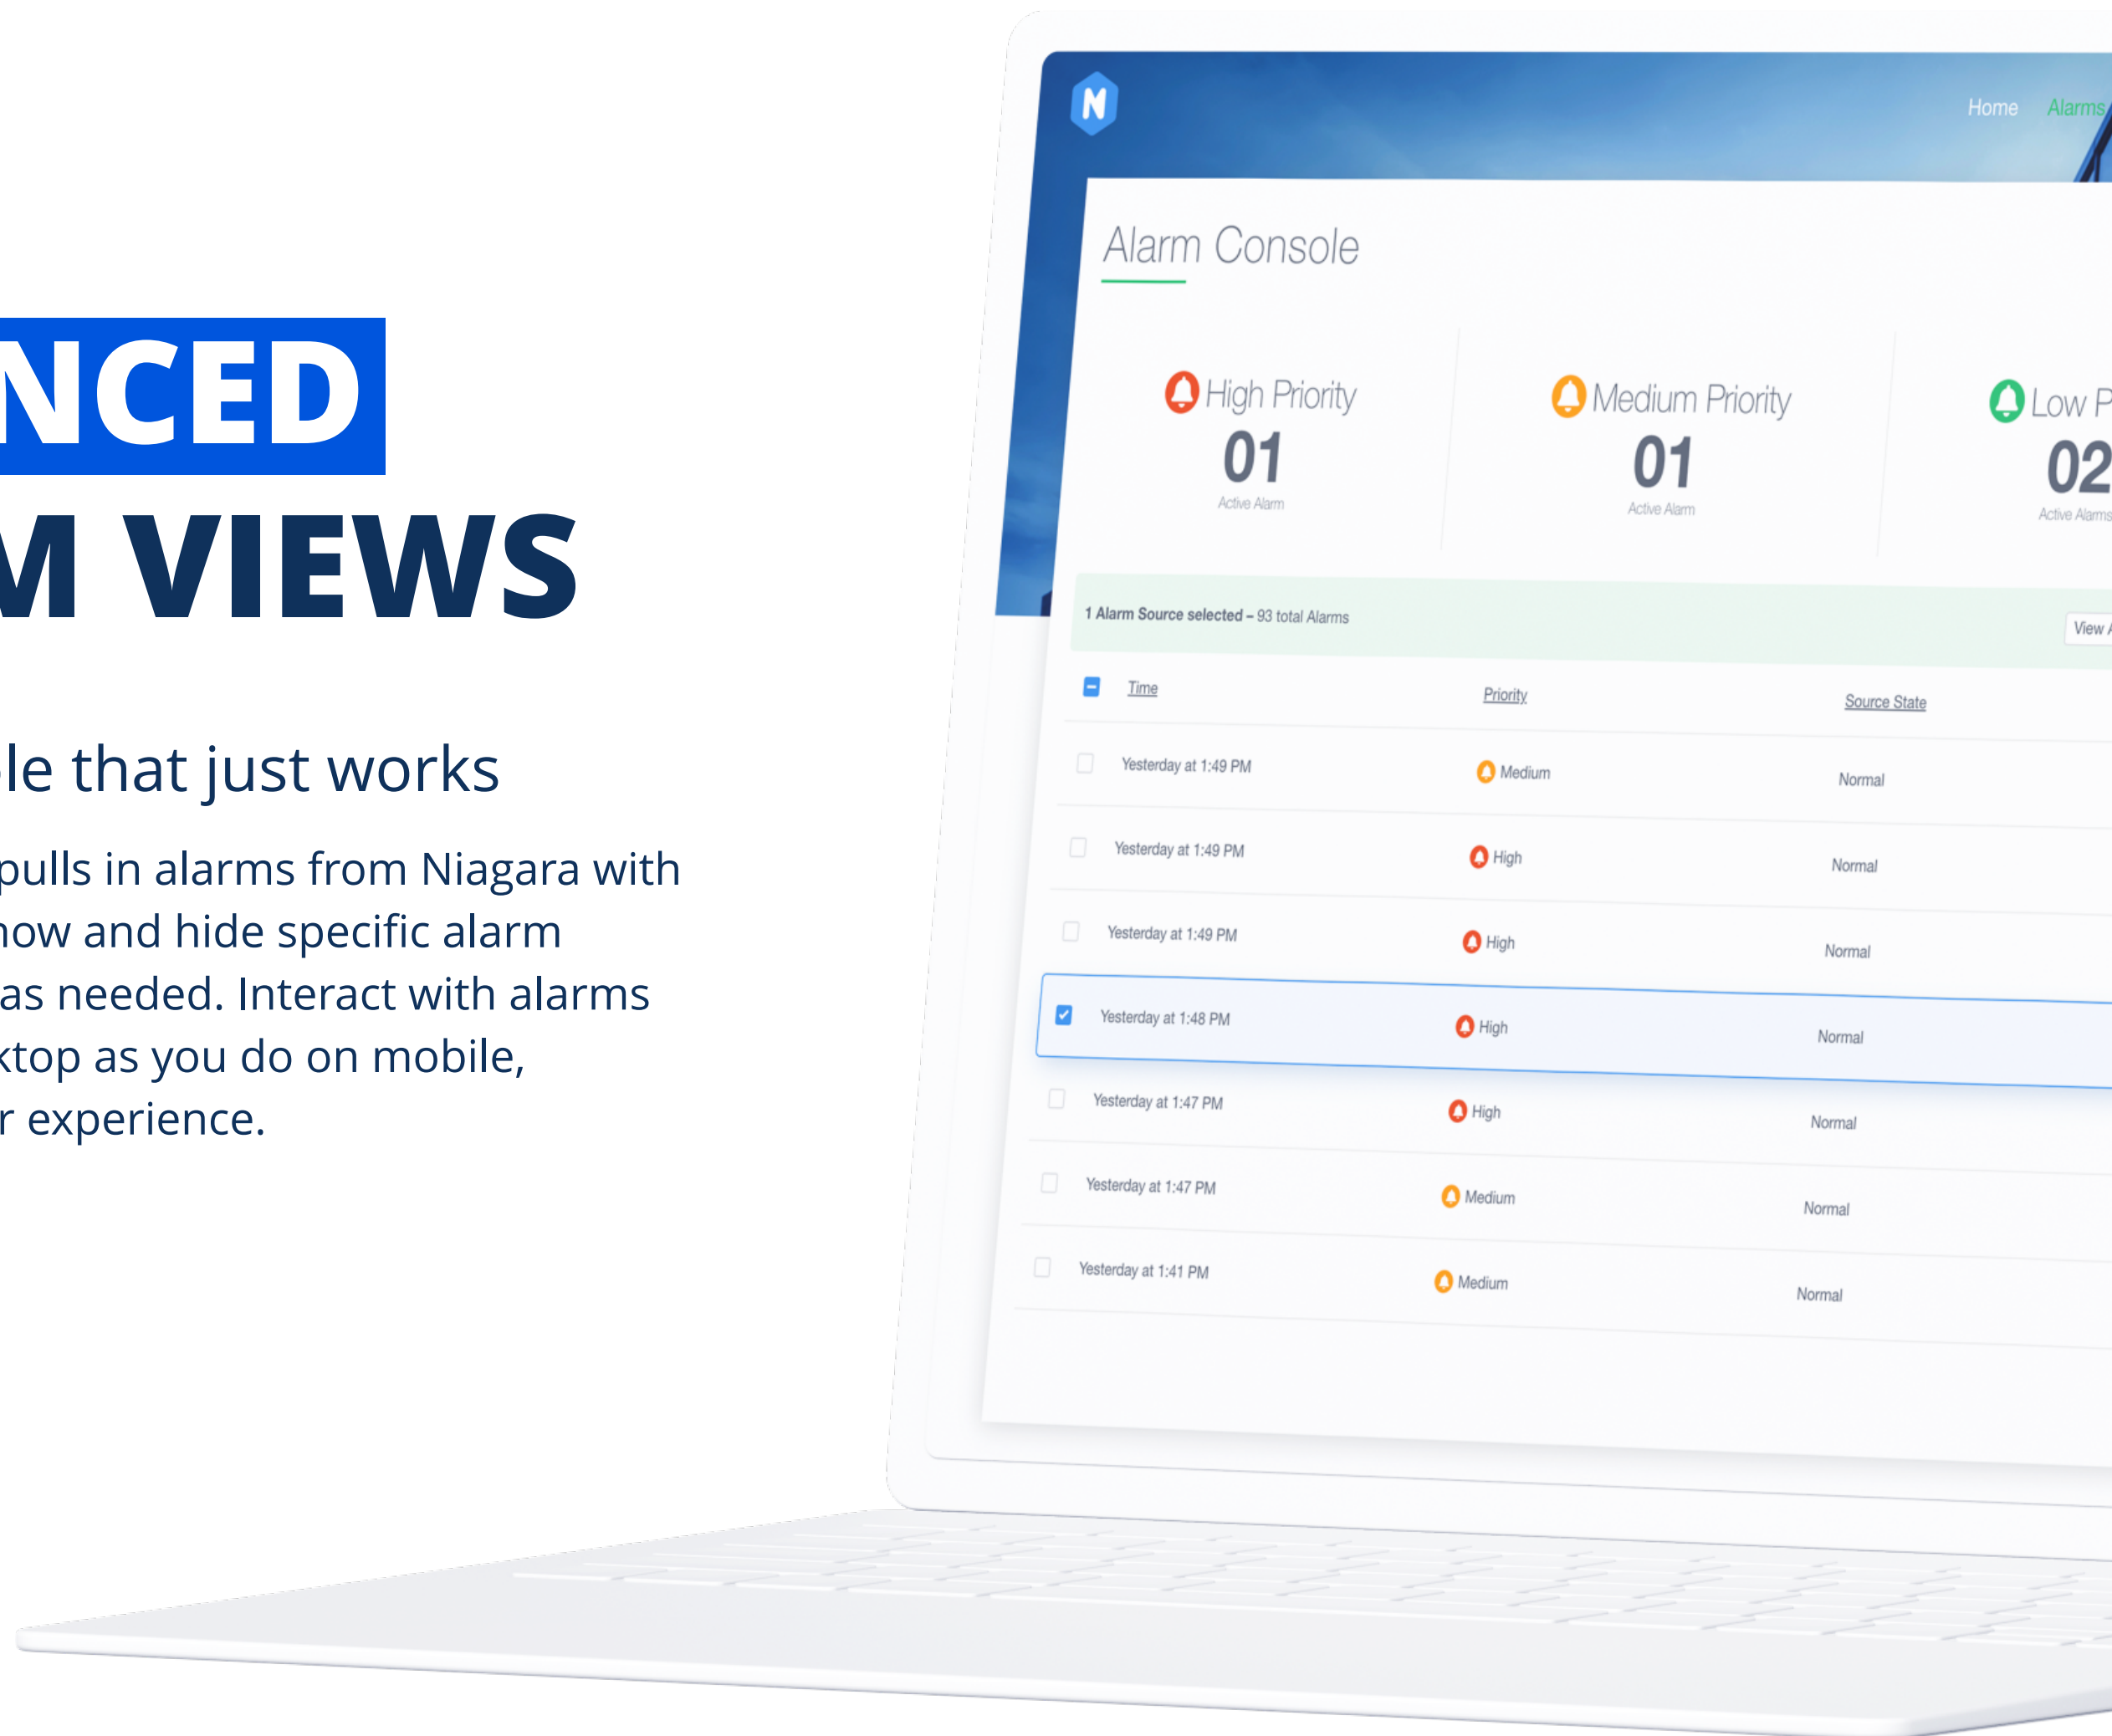 NCED
M VIEWS
le that just works
pulls in alarms from Niagara with
how and hide specific alarm
as needed. Interact with alarms
ktop as you do on mobile,
r experience.
N
Home Alarms
Alarm Console
High Priority
01
Active Alarm
Medium Priority
01
Active Alarm
Low P
02
Active Alarms
1 Alarm Source selected – 93 total Alarms
View A
Time Priority Source State
Yesterday at 1:49 PM Medium Normal
Yesterday at 1:49 PM High Normal
Yesterday at 1:49 PM High Normal
Yesterday at 1:48 PM High Normal
Yesterday at 1:47 PM High Normal
Yesterday at 1:47 PM Medium Normal
Yesterday at 1:41 PM Medium Normal